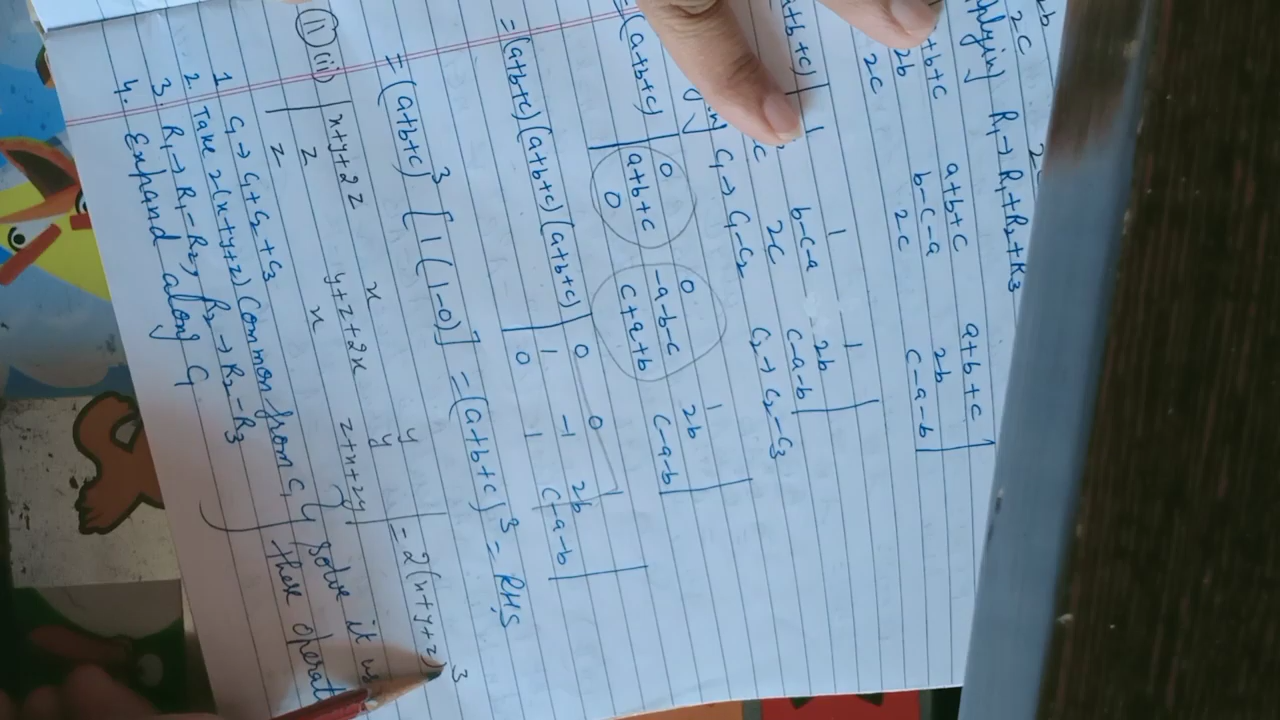 2b
2C 2
R₁ → R₁ + R₂ + R₃
+b+c a+b+c a+b+c
2b b-c-a 2b
2c 2c c-a-b
a+b+c) | 1 1 1
b-c-a 2b
c 2c c-a-b |
C₁ → C₁-C₂ C₂ → C₂-C₃
=(a+b+c) | 0 0 1
a+b+c -a-b-c 2b
0 c+a+b c-a-b |
=(a+b+c)(a+b+c)(a+b+c) | 0 0 1
1 -1 2b
0 1 c-a-b |
=(a+b+c)³ [1(1-0)] = (a+b+c)³ = RHS
(11)(ii) | x+y+2z x y | = 2(x+y+z)³
z y+z+2x y
z x z+x+2y |
1 C₁ → C₁+C₂+C₃
2. Take 2(x+y+z) common from C₁
3. R₁ → R₁-R₂, R₂ → R₂-R₃
4. Expand along C₁
solve it
these